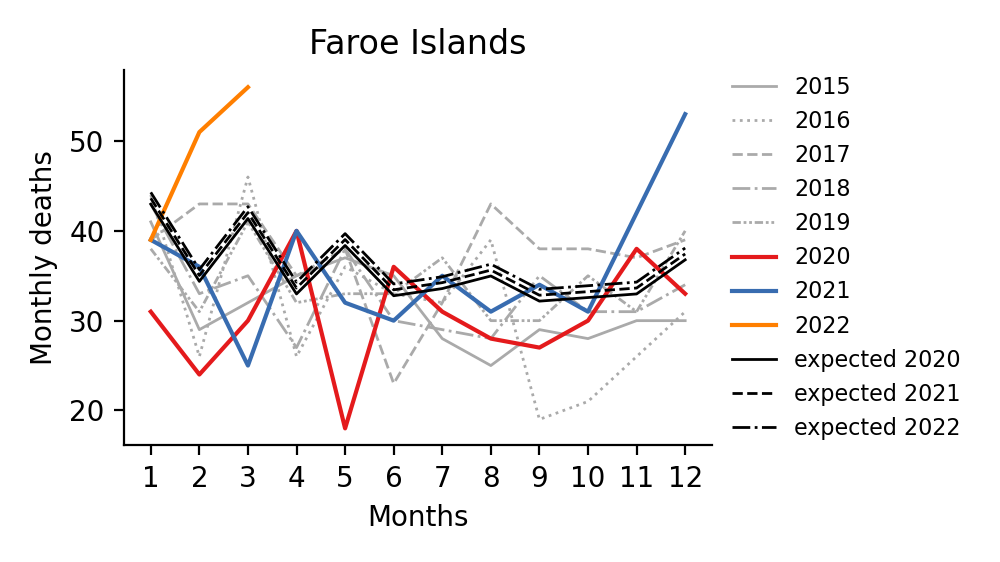 Faroe Islands
Monthly deaths
50
40
30
20
1 2 3 4 5 6 7 8 9 10 11 12
Months
2015
2016
2017
2018
2019
2020
2021
2022
expected 2020
expected 2021
expected 2022